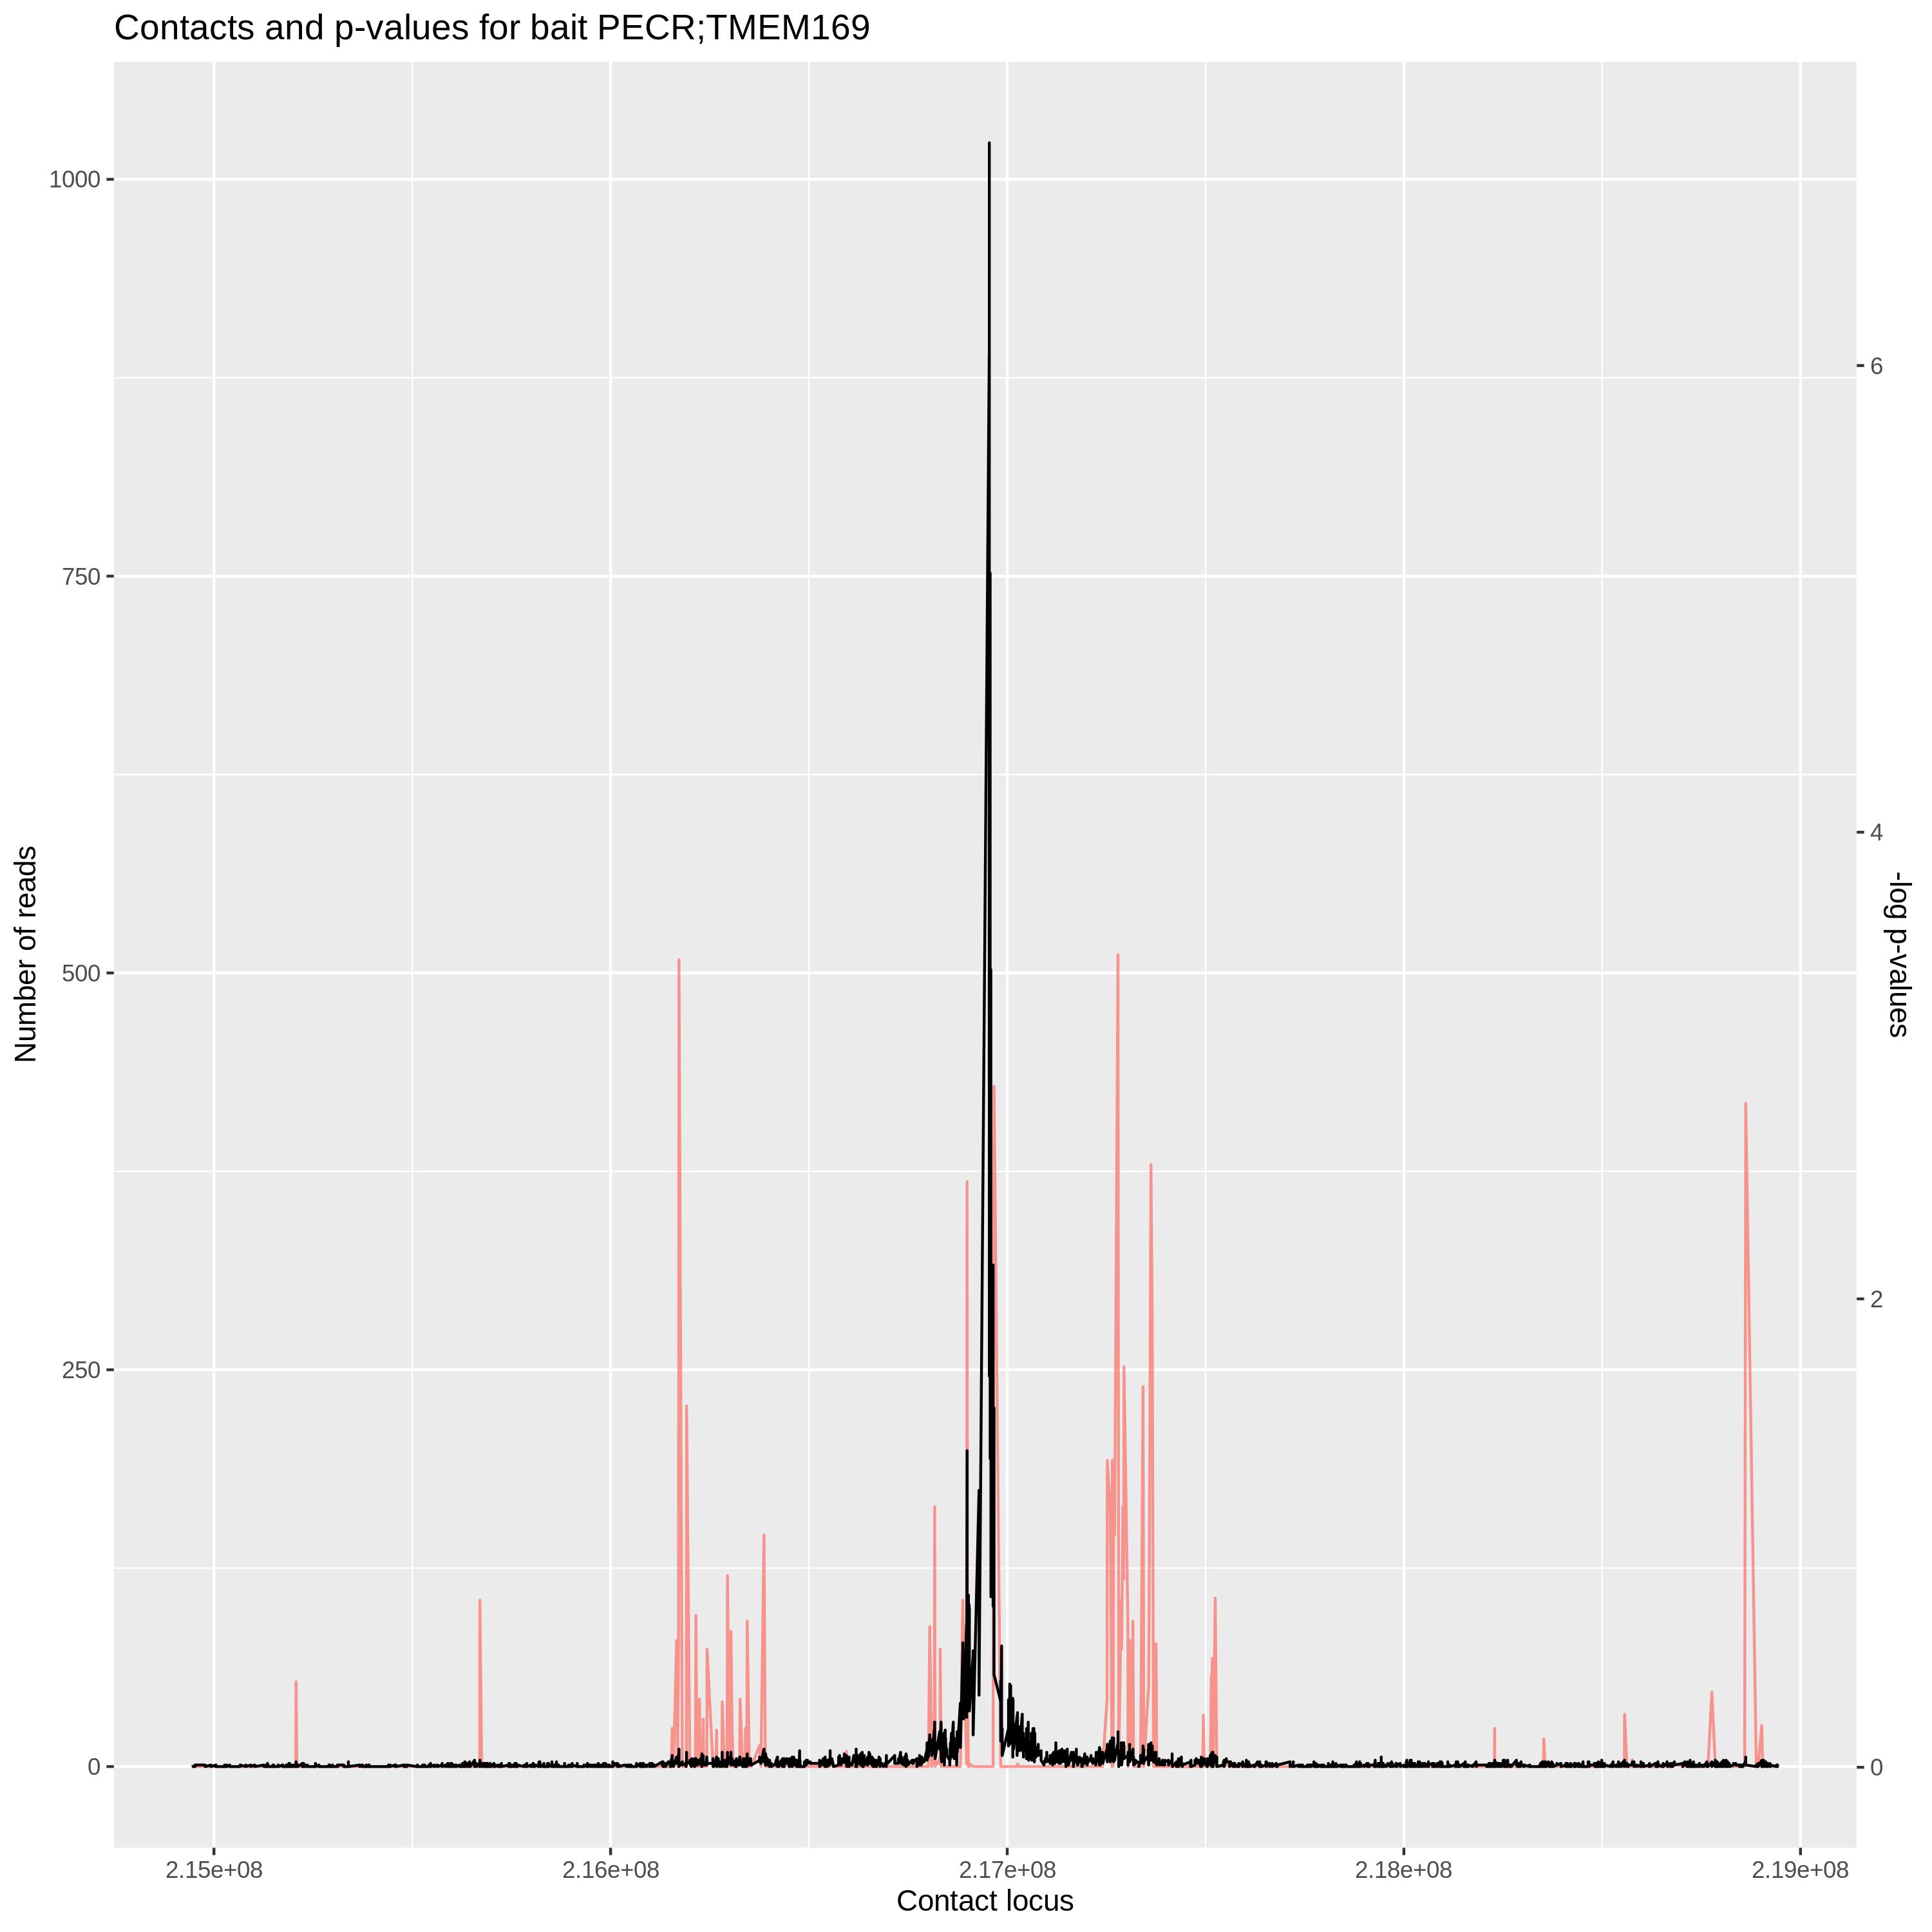 Contacts and p-values for bait PECR;TMEM169
1000
750
500
250
0
Number of reads
6
4
2
0
-log p-values
2.15e+08
2.16e+08
2.17e+08
2.18e+08
2.19e+08
Contact locus